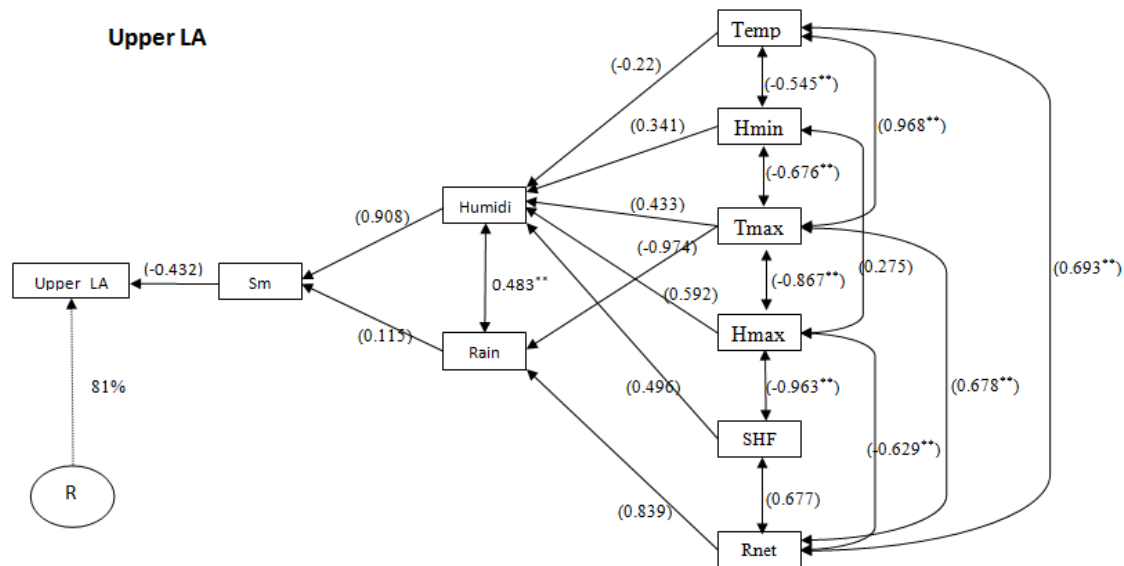 Upper LA
Temp
(-0.22)
(-0.545**)
(0.341)
Hmin
(0.968**)
(-0.676**)
Humidi
(0.433)
(0.908)
Tmax
(-0.974)
(0.275)
(0.693**)
(-0.432)
Upper LA
Sm
0.483**
(-0.867**)
(0.592)
(0.115)
Rain
Hmax
81%
(0.496)
(-0.963**)
(0.678**)
SHF
(-0.629**)
R
(0.677)
(0.839)
Rnet